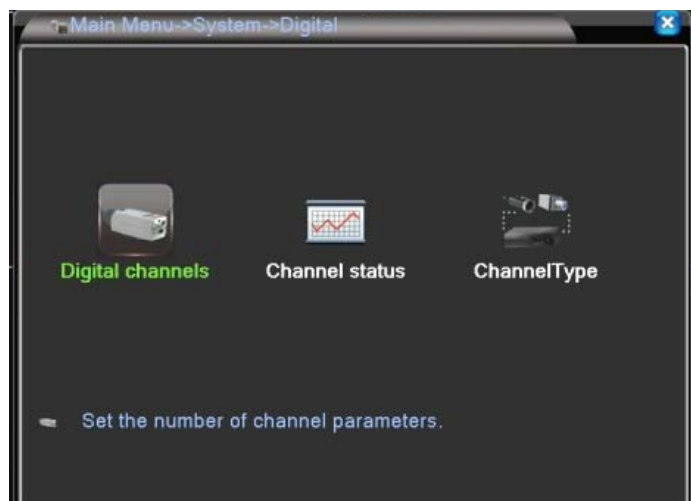 Main Menu->System->Digital
Digital channels
Channel status
ChannelType
Set the number of channel parameters.